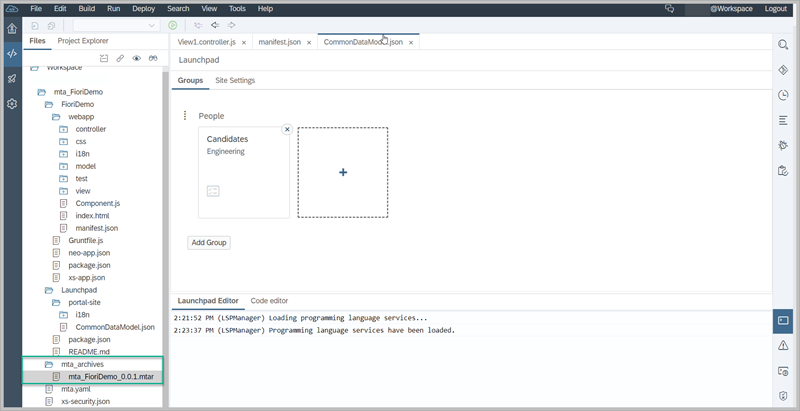 File Edit Build Run Deploy Search View Tools Help @Workspace Logout
Files Project Explorer
Workspace
mta_FioriDemo
FioriDemo
webapp
controller
css
i18n
model
test
view
Component.js
index.html
manifest.json
Gruntfile.js
neo-app.json
package.json
xs-app.json
Launchpad
portal-site
i18n
CommonDataModel.json
package.json
README.md
mta_archives
mta_FioriDemo_0.0.1.mtar
mta.yaml
xs-security.json
View1.controller.js × manifest.json × CommonDataModel.json ×
Launchpad
Groups Site Settings
People
Candidates
Engineering
Add Group
Launchpad Editor Code editor
2:21:52 PM (LSPManager) Loading programming language services...
2:23:37 PM (LSPManager) Programming language services have been loaded.